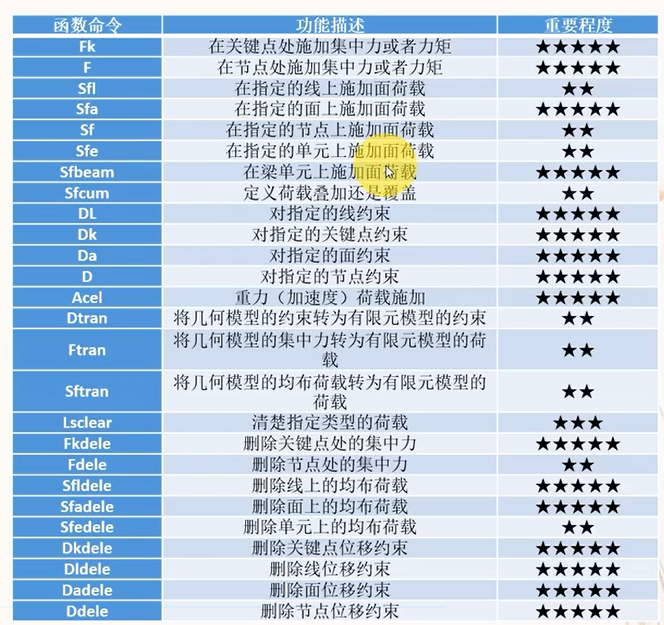 函数命令 功能描述 重要程度
Fk 在关键点处施加集中力或者力矩 ★★★★★
F 在节点处施加集中力或者力矩 ★★★★★
Sfl 在指定的线上施加面荷载 ★★
Sfa 在指定的面上施加面荷载 ★★★★★
Sf 在指定的节点上施加面荷载 ★★
Sfe 在指定的单元上施加面荷载 ★★
Sfbeam 在梁单元上施加面荷载 ★★★★★
Sfcum 定义荷载叠加还是覆盖 ★★
DL 对指定的线约束 ★★★★★
Dk 对指定的关键点约束 ★★★★★
Da 对指定的面约束 ★★★★★
D 对指定的节点约束 ★★★★★
Acel 重力（加速度）荷载施加 ★★★★★
Dtran 将几何模型的约束转为有限元模型的约束 ★★
Ftran 将几何模型的集中力转为有限元模型的荷
载 ★★
Sftran 将几何模型的均布荷载转为有限元模型的
荷载 ★★
Lsclear 清楚指定类型的荷载 ★★★
Fkdele 删除关键点处的集中力 ★★★★★
Fdele 删除节点处的集中力 ★★
Sfldele 删除线上的均布荷载 ★★★★★
Sfadele 删除面上的均布荷载 ★★★★★
Sfedele 删除单元上的均布荷载 ★★
Dkdele 删除关键点位移约束 ★★★★★
Dldele 删除线位移约束 ★★★★★
Dadele 删除面位移约束 ★★★★★
Ddele 删除节点位移约束 ★★★★★